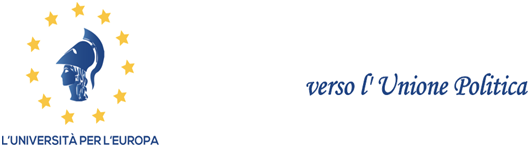 verso l' Unione Politica
L'UNIVERSITÀ PER L'EUROPA